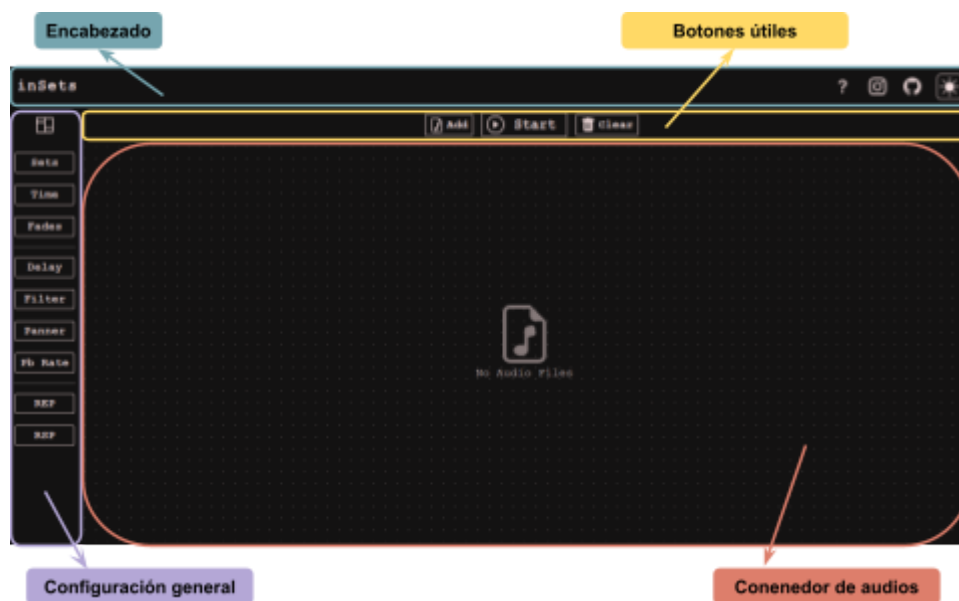 Encabezado
Botones útiles
inSets
?
Add
Start
Clear
Sets
Time
Fades
Delay
Filter
Panner
Pb Rate
REP
RSP
No Audio Files
Configuración general
Conenedor de audios